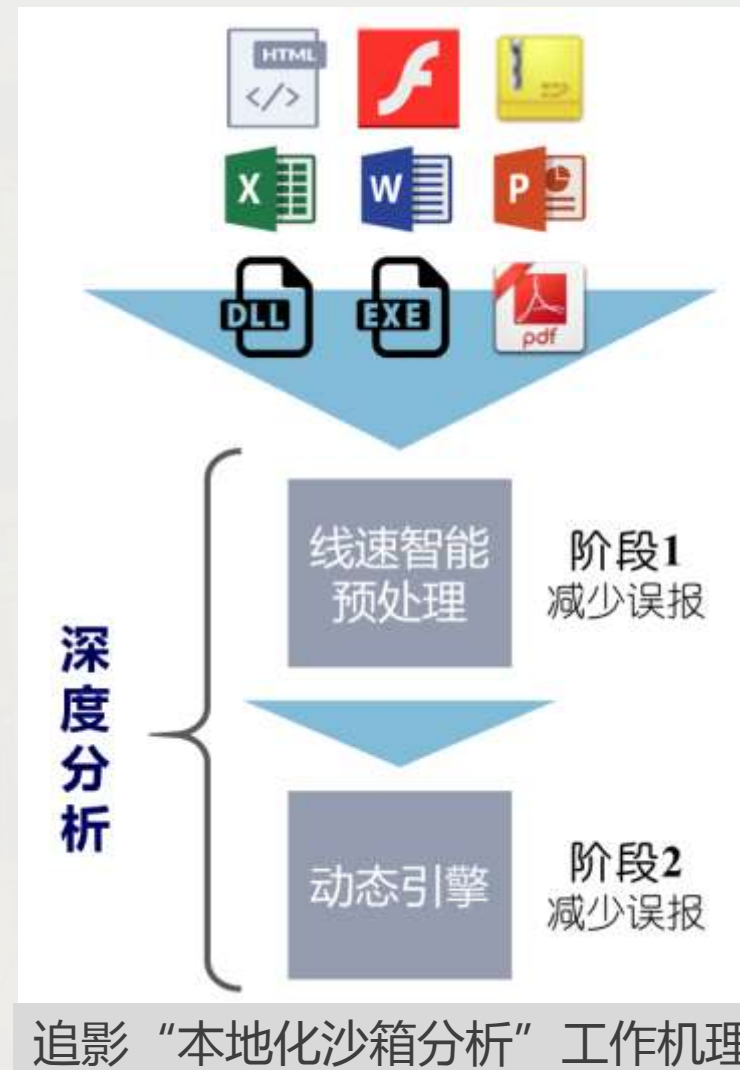 HTML
</>
X
W
P
DLL
EXE
pdf
线速智能
预处理
阶段1
减少误报
深度分析
动态引擎
阶段2
减少误报
追影“本地化沙箱分析”工作机理